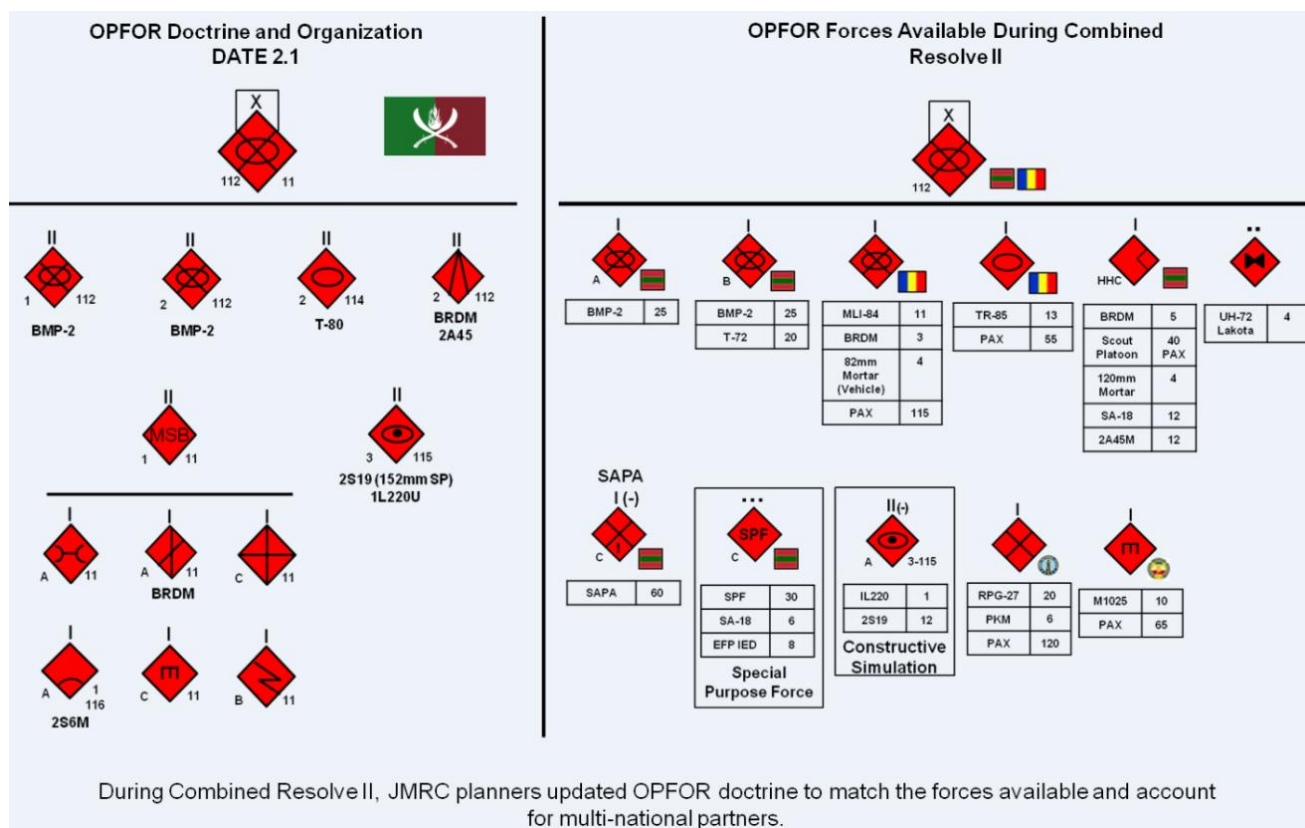 OPFOR Doctrine and Organization
DATE 2.1
X
112 11
II
1 112
BMP-2
II
2 112
BMP-2
II
2 114
T-80
II
2 112
BRDM
2A45
II
MSB
1 11
II
3 115
2S19 (152mm SP)
1L220U
I
A 11
I
A 11
BRDM
I
C 11
I
A 1
116
2S6M
I
E
C 11
I
B 11
OPFOR Forces Available During Combined
Resolve II
X
112
I
A
BMP-2 25
I
B
BMP-2 25
T-72 20
I
MLI-84 11
BRDM 3
82mm
Mortar
(Vehicle) 4
PAX 115
I
TR-85 13
PAX 55
I
HHC
BRDM 5
Scout
Platoon 40
PAX
120mm
Mortar 4
SA-18 12
2A45M 12
••
UH-72
Lakota 4
SAPA
I (-)
C
SAPA 60
•••
SPF
C
SPF 30
SA-18 6
EFP IED 8
Special
Purpose Force
II(-)
A 3-115
IL220 1
2S19 12
Constructive
Simulation
I
RPG-27 20
PKM 6
PAX 120
I
E
M1025 10
PAX 65
During Combined Resolve II, JMRC planners updated OPFOR doctrine to match the forces available and account
for multi-national partners.